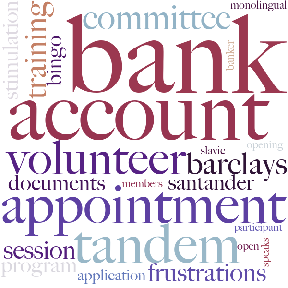 monolingual
committee
stimulation
training
bingo
bank
banker
account
slavic
opening
volunteer
barclays
documents
members
santander
appointment
participant
session
tandem
open
speaks
program
application
frustrations